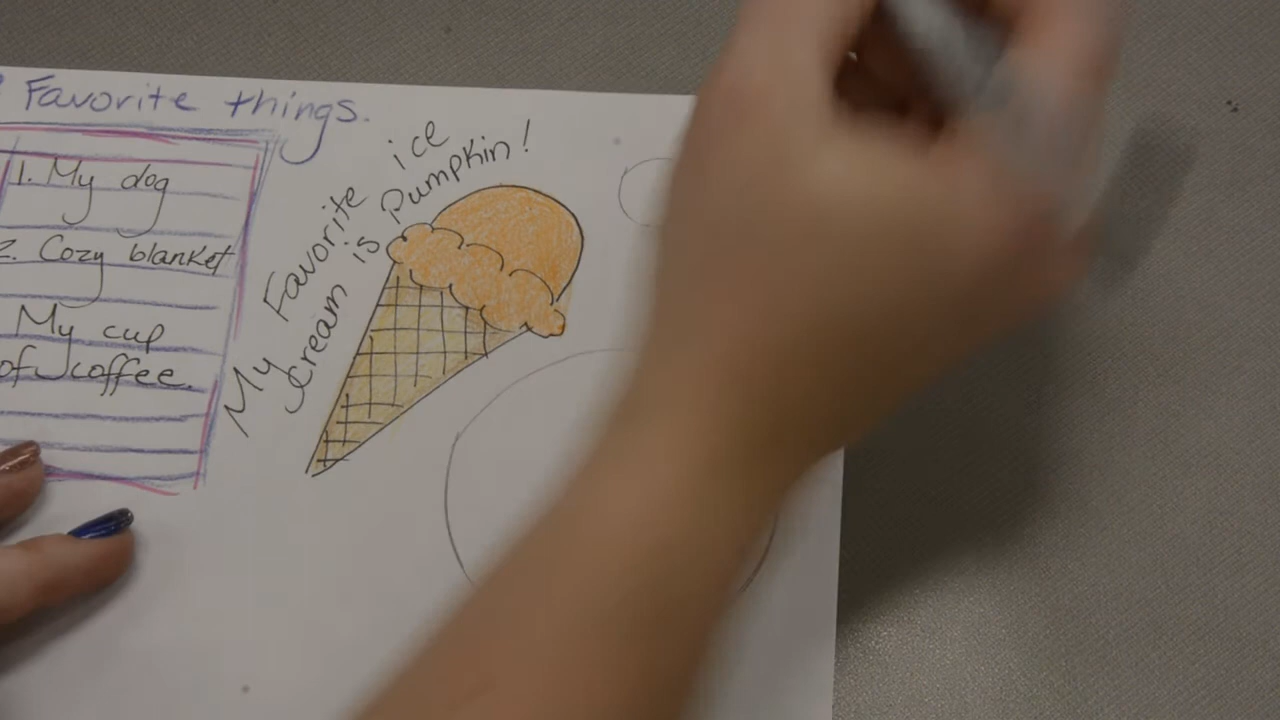 Favorite things.
1. My dog
2. Cozy blanket
My cup
of coffee.
My Favorite ice
cream is Pumpkin!